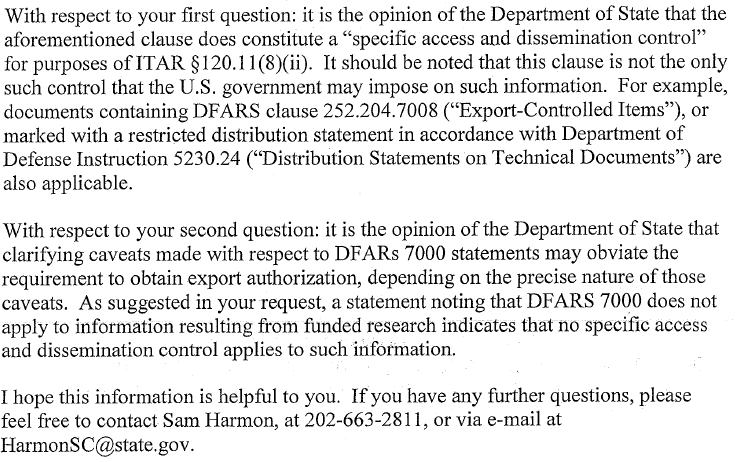 With respect to your first question: it is the opinion of the Department of State that the
aforementioned clause does constitute a “specific access and dissemination control”
for purposes of ITAR §120.11(8)(ii). It should be noted that this clause is not the only
such control that the U.S. government may impose on such information. For example,
documents containing DFARS clause 252.204.7008 (“Export-Controlled Items”), or
marked with a restricted distribution statement in accordance with Department of
Defense Instruction 5230.24 (“Distribution Statements on Technical Documents”) are
also applicable.
With respect to your second question: it is the opinion of the Department of State that
clarifying caveats made with respect to DFARs 7000 statements may obviate the
requirement to obtain export authorization, depending on the precise nature of those
caveats. As suggested in your request, a statement noting that DFARS 7000 does not
apply to information resulting from funded research indicates that no specific access
and dissemination control applies to such information.
I hope this information is helpful to you. If you have any further questions, please
feel free to contact Sam Harmon, at 202-663-2811, or via e-mail at
HarmonSC@state.gov.